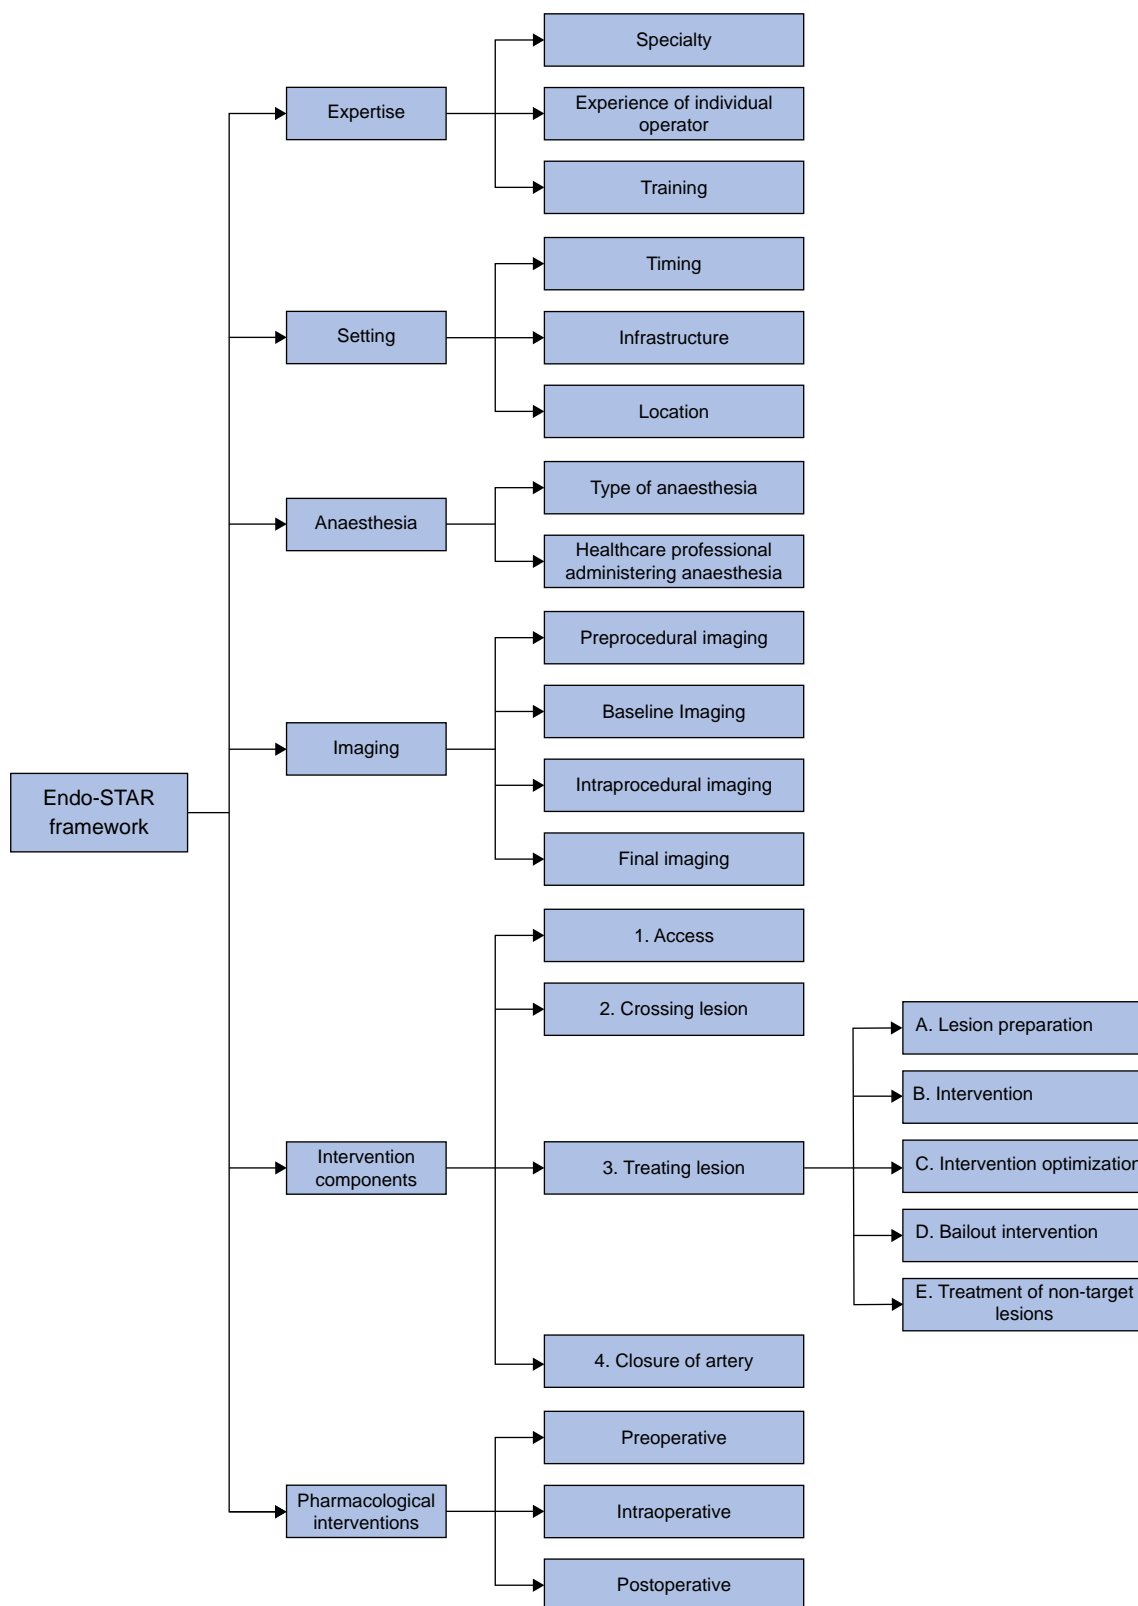 Specialty
Expertise
Experience of individual
operator
Training
Timing
Setting
Infrastructure
Location
Type of anaesthesia
Anaesthesia
Healthcare professional
administering anaesthesia
Preprocedural imaging
Baseline Imaging
Imaging
Intraprocedural imaging
Endo-STAR
framework
Final imaging
1. Access
2. Crossing lesion
A. Lesion preparation
B. Intervention
Intervention
components
3. Treating lesion
C. Intervention optimization
D. Bailout intervention
E. Treatment of non-target
lesions
4. Closure of artery
Preoperative
Pharmacological
interventions
Intraoperative
Postoperative